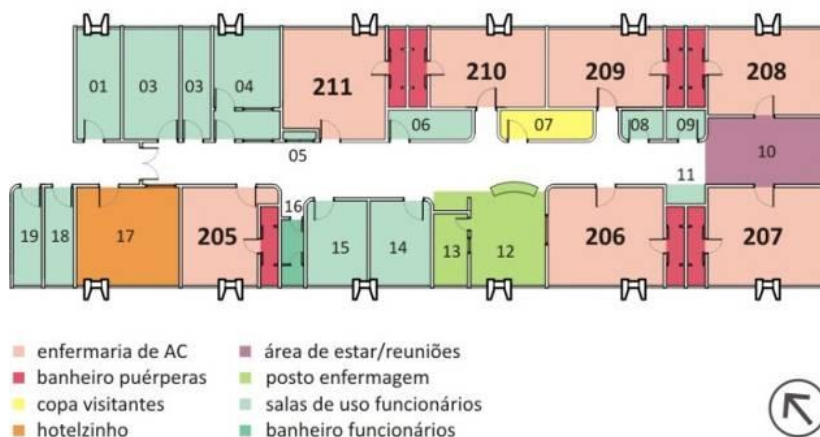 01 03 03 04 211 210 209 208
06 07 08 09
05 10
11
19 18 17 205 16 15 14 13 12 206 207
enfermaria de AC
banheiro puérperas
copa visitantes
hotelzinho
área de estar/reuniões
posto enfermagem
salas de uso funcionários
banheiro funcionários